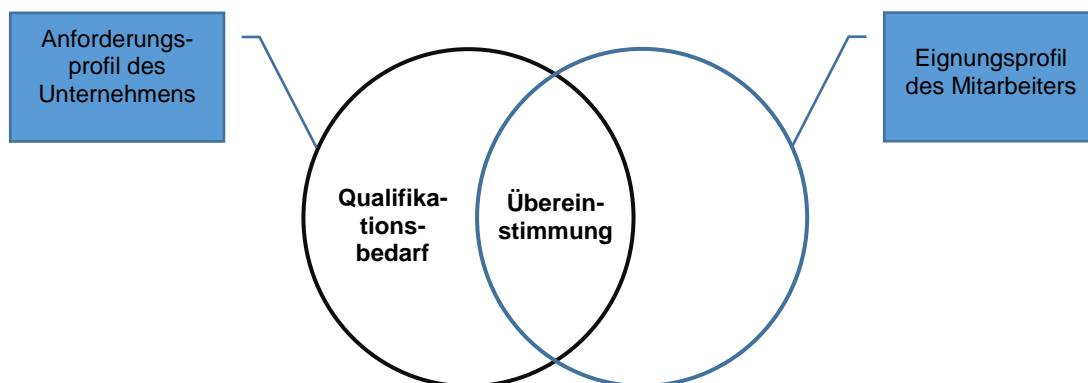 Anforderungs-
profil des
Unternehmens
Eignungsprofil
des Mitarbeiters
Qualifika-
tions-
bedarf
Überein-
stimmung